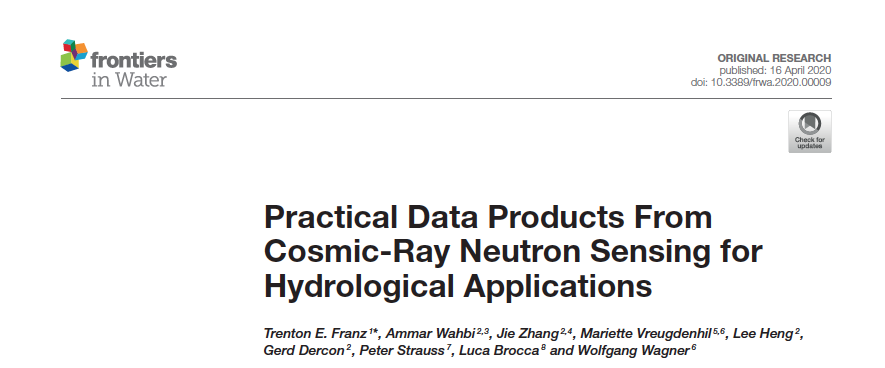 frontiers
in Water
ORIGINAL RESEARCH
published: 16 April 2020
doi: 10.3389/frwa.2020.00009
Check for
updates
Practical Data Products From
Cosmic-Ray Neutron Sensing for
Hydrological Applications
Trenton E. Franz 1*, Ammar Wahbi 2,3, Jie Zhang 2,4, Mariette Vreugdenhil 5,6, Lee Heng 2,
Gerd Dercon 2, Peter Strauss 7, Luca Brocca 8 and Wolfgang Wagner 6